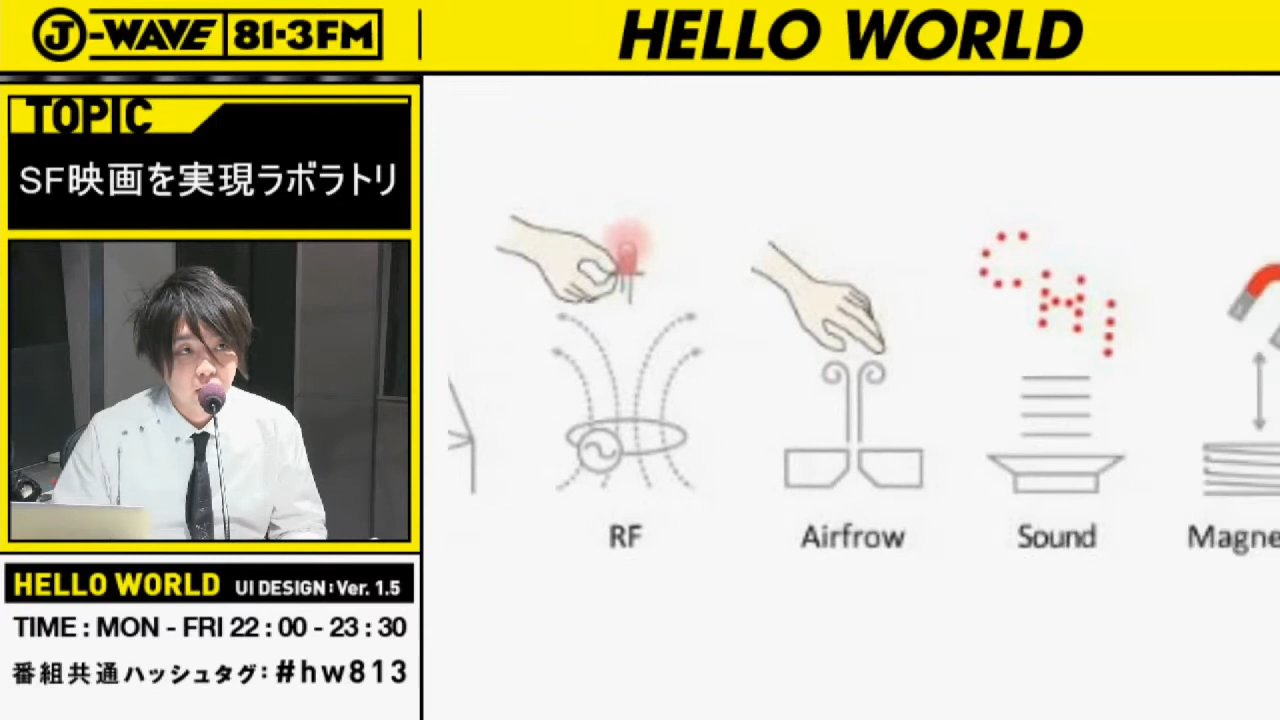 J-WAVE 81.3FM
HELLO WORLD
TOPIC
SF映画を実現ラボラトリ
CHI
RF
Airfrow
Sound
Magne
HELLO WORLD UI DESIGN:Ver. 1.5
TIME : MON - FRI 22 : 00 - 23 : 30
番組共通ハッシュタグ:#hw813